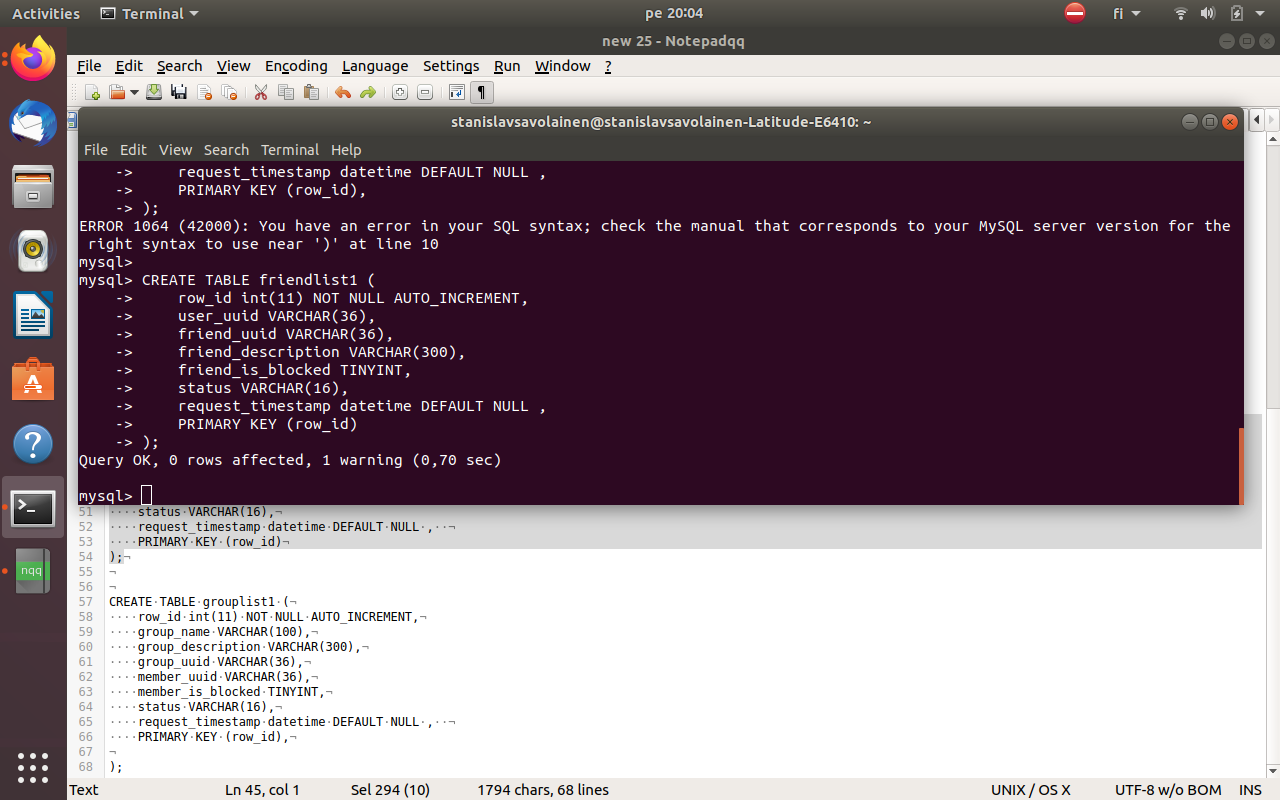 Activities Terminal pe 20:04 fi
new 25 - Notepadqq
File Edit Search View Encoding Language Settings Run Window ?
stanislavsavolainen@stanislavsavolainen-Latitude-E6410: ~
File Edit View Search Terminal Help
    ->     request_timestamp datetime DEFAULT NULL ,
    ->     PRIMARY KEY (row_id),
    -> );
ERROR 1064 (42000): You have an error in your SQL syntax; check the manual that corresponds to your MySQL server version for the
 right syntax to use near ')' at line 10
mysql>
mysql> CREATE TABLE friendlist1 (
    ->     row_id int(11) NOT NULL AUTO_INCREMENT,
    ->     user_uuid VARCHAR(36),
    ->     friend_uuid VARCHAR(36),
    ->     friend_description VARCHAR(300),
    ->     friend_is_blocked TINYINT,
    ->     status VARCHAR(16),
    ->     request_timestamp datetime DEFAULT NULL ,
    ->     PRIMARY KEY (row_id)
    -> );
Query OK, 0 rows affected, 1 warning (0,70 sec)
mysql>
51 ····status·VARCHAR(16),¬
52 ····request_timestamp·datetime·DEFAULT·NULL·,··¬
53 ····PRIMARY·KEY·(row_id)¬
54 );¬
55 ¬
56 ¬
57 CREATE·TABLE·grouplist1·(¬
58 ····row_id·int(11)·NOT·NULL·AUTO_INCREMENT,¬
59 ····group_name·VARCHAR(100),¬
60 ····group_description·VARCHAR(300),¬
61 ····group_uuid·VARCHAR(36),¬
62 ····member_uuid·VARCHAR(36),¬
63 ····member_is_blocked·TINYINT,¬
64 ····status·VARCHAR(16),¬
65 ····request_timestamp·datetime·DEFAULT·NULL·,··¬
66 ····PRIMARY·KEY·(row_id),¬
67 ¬
68 );
nqq
Text Ln 45, col 1 Sel 294 (10) 1794 chars, 68 lines UNIX / OS X UTF-8 w/o BOM INS